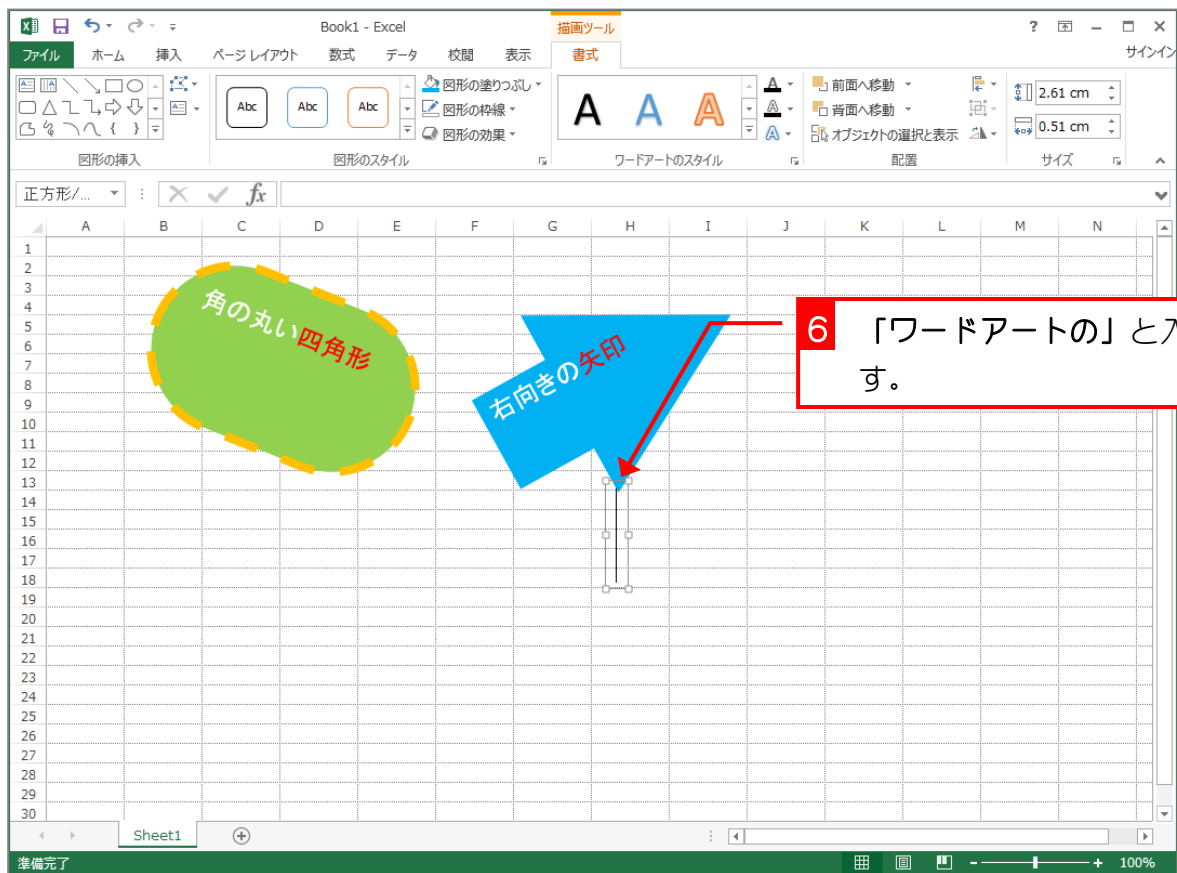 Book1 - Excel
描画ツール
?
ファイル ホーム 挿入 ページ レイアウト 数式 データ 校閲 表示 書式 サインイン
Abc Abc Abc
図形の塗りつぶし
図形の枠線
図形の効果
A A A
前面へ移動
背面へ移動
オブジェクトの選択と表示
2.61 cm
0.51 cm
図形の挿入 図形のスタイル ワードアートのスタイル 配置 サイズ
正方形/... fx
A B C D E F G H I J K L M N
1
2
3
4
5
6
7
8
9
10
11
12
13
14
15
16
17
18
19
20
21
22
23
24
25
26
27
28
29
30
角の丸い四角形
右向きの矢印
6 「ワードアートの」と入
す。
Sheet1
準備完了 100%